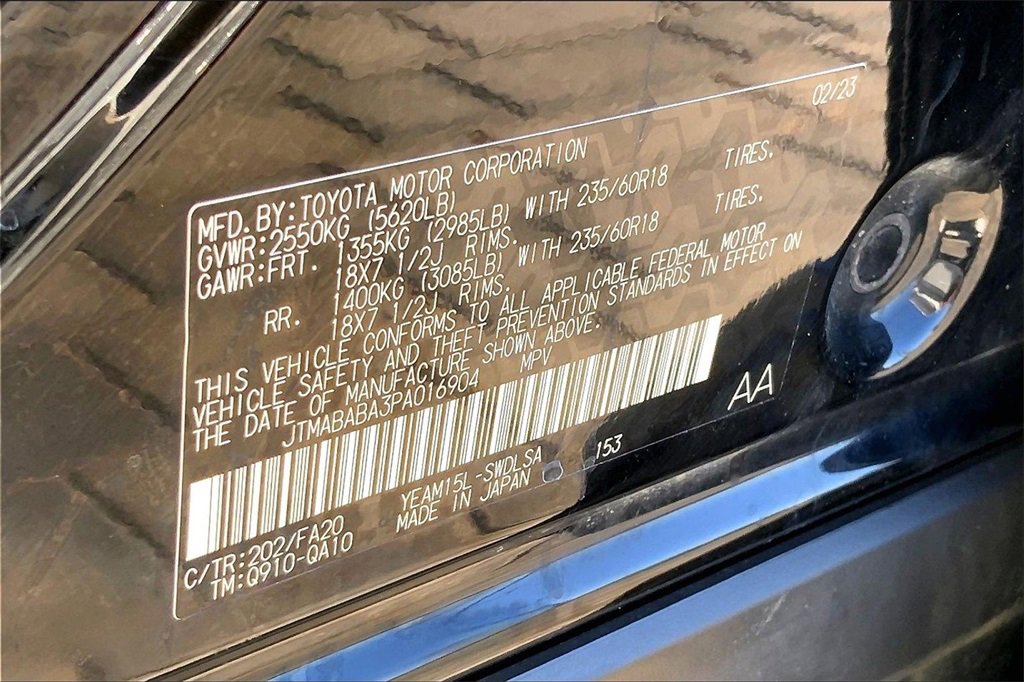 02/23
MFD.BY:TOYOTA MOTOR CORPORATION
GVWR:2550KG (5620LB)
GAWR:FRT. 1355KG (2985LB) WITH 235/60R18 TIRES.
18X7 1/2J RIMS.
RR. 1400KG (3085LB) WITH 235/60R18 TIRES.
18X7 1/2J RIMS.
THIS VEHICLE CONFORMS TO ALL APPLICABLE FEDERAL MOTOR
VEHICLE SAFETY AND THEFT PREVENTION STANDARDS IN EFFECT ON
THE DATE OF MANUFACTURE SHOWN ABOVE.
JTMABABA3PA016904 MPV
AA
YEAM15L-SWDLSA 153
MADE IN JAPAN
C/TR:202/FA20
TM:Q910-QA10